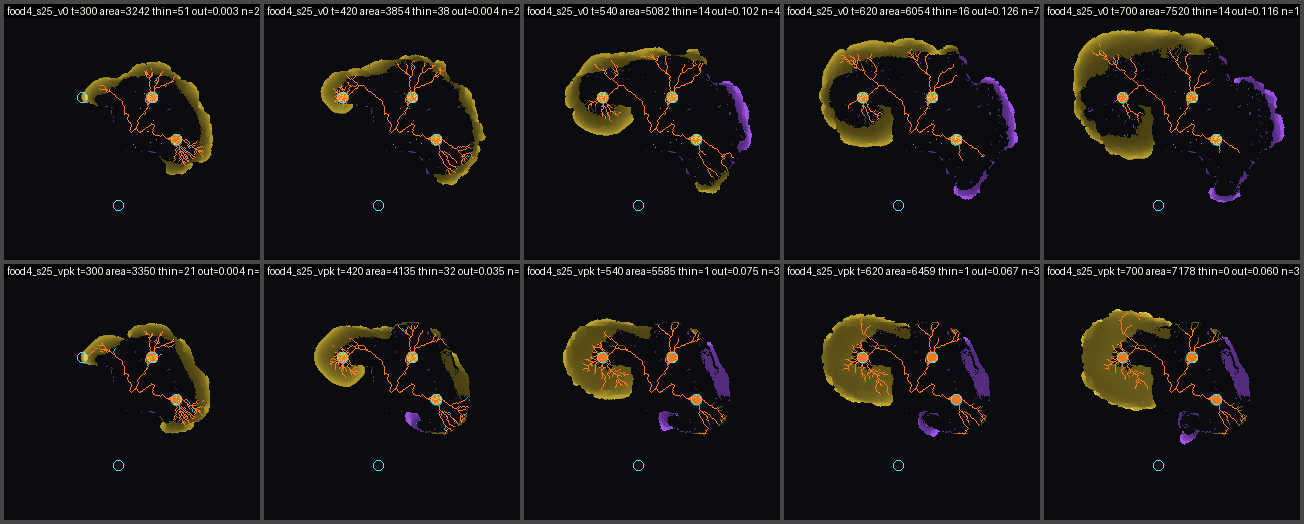 food4_s25_v0 t=300 area=3242 thin=51 out=0.003 n=2
food4_s25_v0 t=420 area=3854 thin=38 out=0.004 n=2
food4_s25_v0 t=540 area=5082 thin=14 out=0.102 n=4
food4_s25_v0 t=620 area=6054 thin=16 out=0.126 n=7
food4_s25_v0 t=700 area=7520 thin=14 out=0.116 n=1
food4_s25_vpk t=300 area=3350 thin=21 out=0.004 n=
food4_s25_vpk t=420 area=4135 thin=32 out=0.035 n=
food4_s25_vpk t=540 area=5585 thin=1 out=0.075 n=3
food4_s25_vpk t=620 area=6459 thin=1 out=0.067 n=3
food4_s25_vpk t=700 area=7178 thin=0 out=0.060 n=3